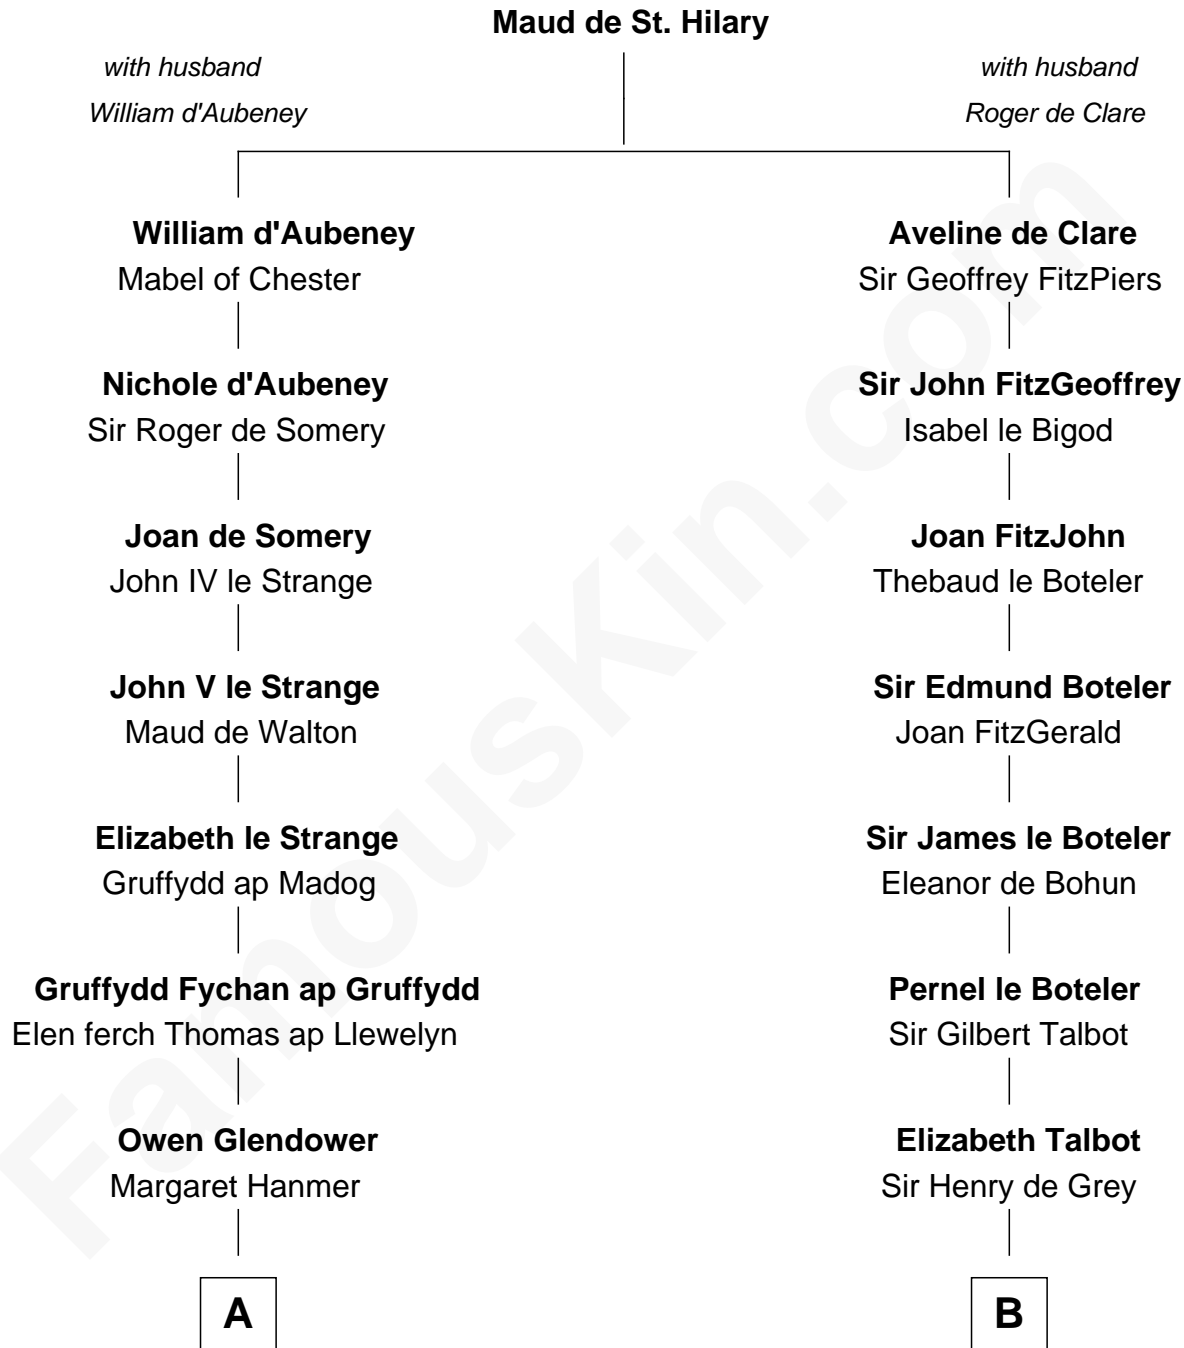 Maud de St. Hilary
with husband
William d'Aubeney
with husband
Roger de Clare
William d'Aubeney
Mabel of Chester
Aveline de Clare
Sir Geoffrey FitzPiers
Nichole d'Aubeney
Sir Roger de Somery
Sir John FitzGeoffrey
Isabel le Bigod
Joan de Somery
John IV le Strange
Joan FitzJohn
Thebaud le Boteler
John V le Strange
Maud de Walton
Sir Edmund Boteler
Joan FitzGerald
Elizabeth le Strange
Gruffydd ap Madog
Sir James le Boteler
Eleanor de Bohun
Gruffydd Fychan ap Gruffydd
Elen ferch Thomas ap Llewelyn
Pernel le Boteler
Sir Gilbert Talbot
Owen Glendower
Margaret Hanmer
Elizabeth Talbot
Sir Henry de Grey
A
B
FamousKin.com